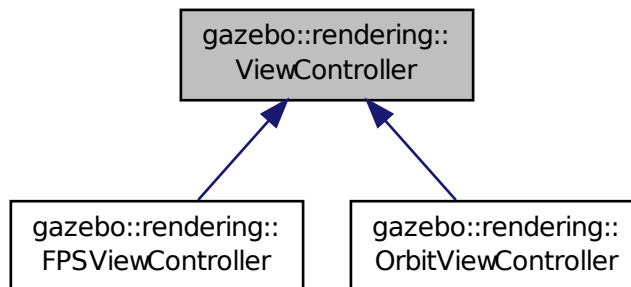 gazebo::rendering::
ViewController
gazebo::rendering::
FPSViewController
gazebo::rendering::
OrbitViewController